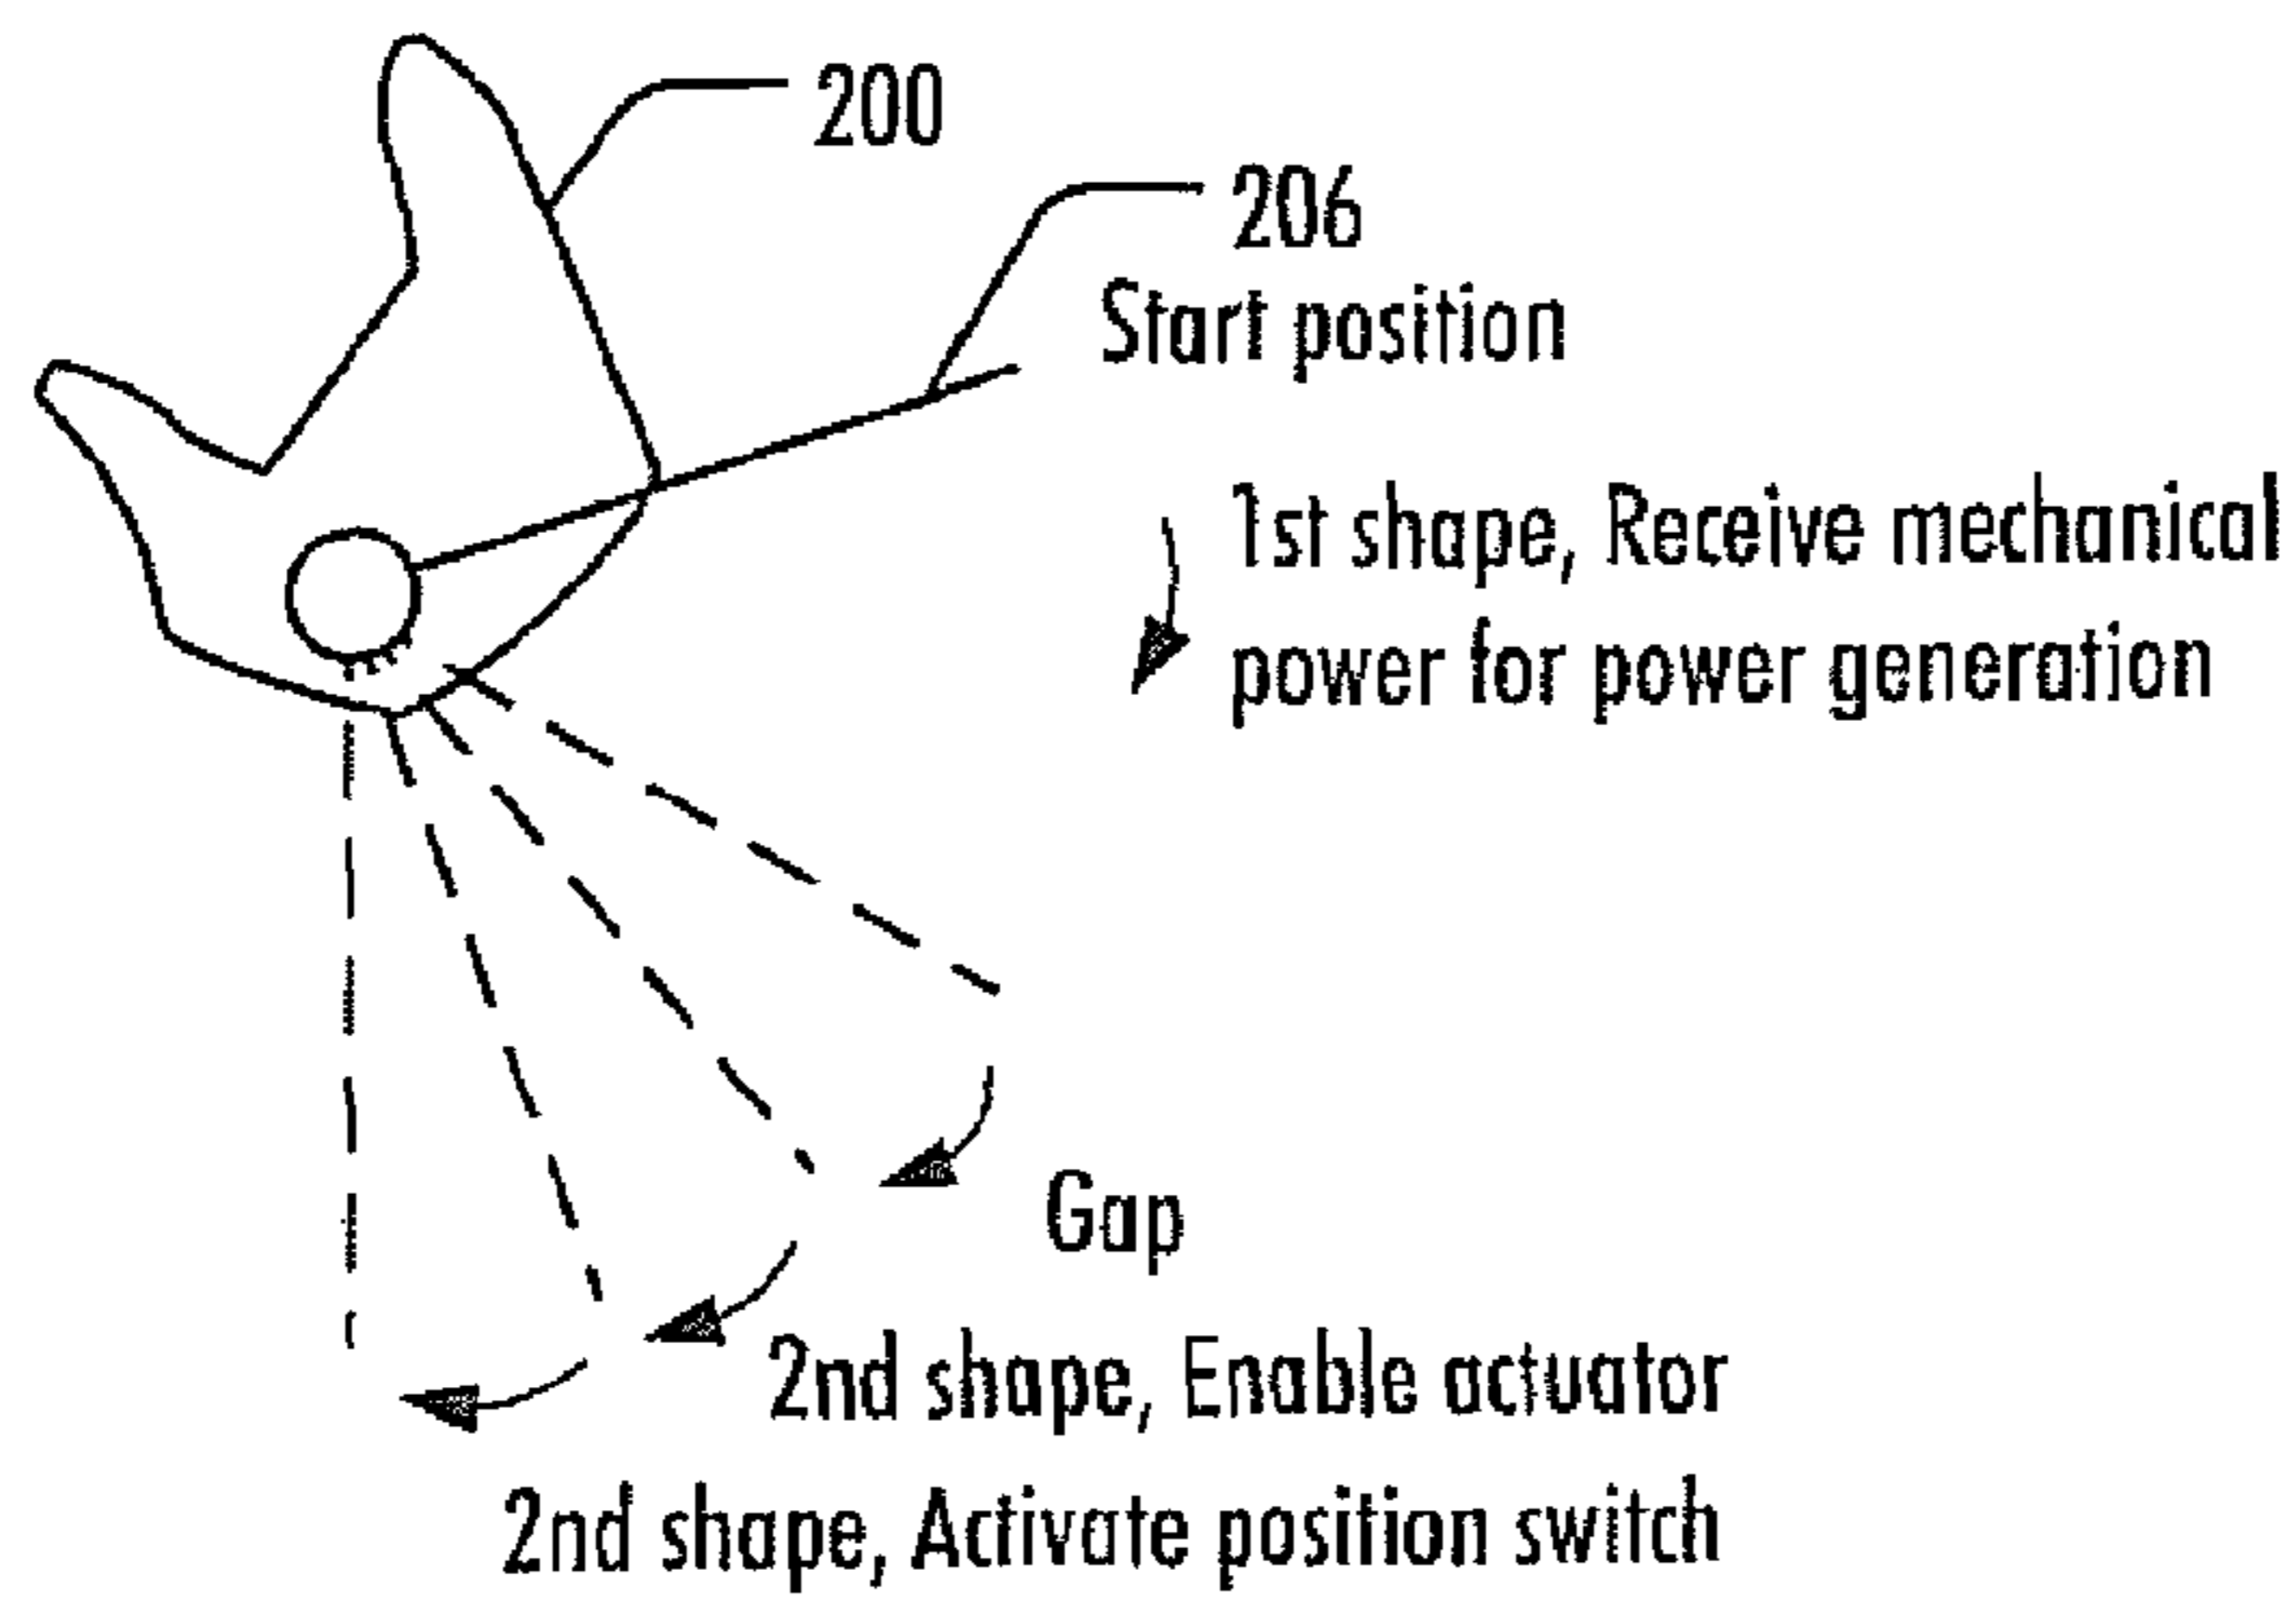 200
206
Start position
1st shape, Receive mechanical
power for power generation
Gap
2nd shape, Enable actuator
2nd shape, Activate position switch